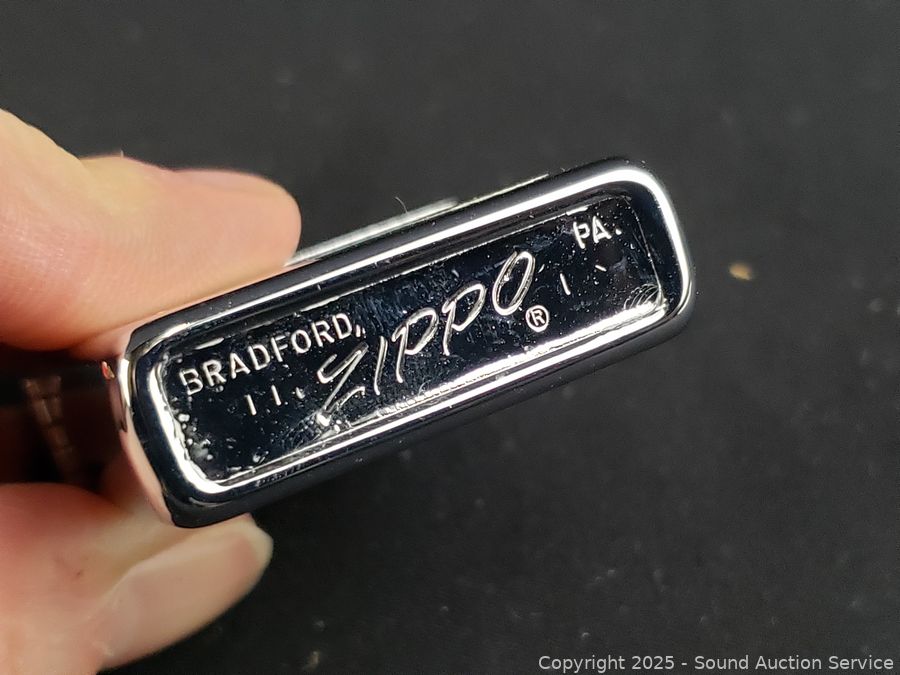 BRADFORD, PA.
ZIPPO ®
Copyright 2025 - Sound Auction Service